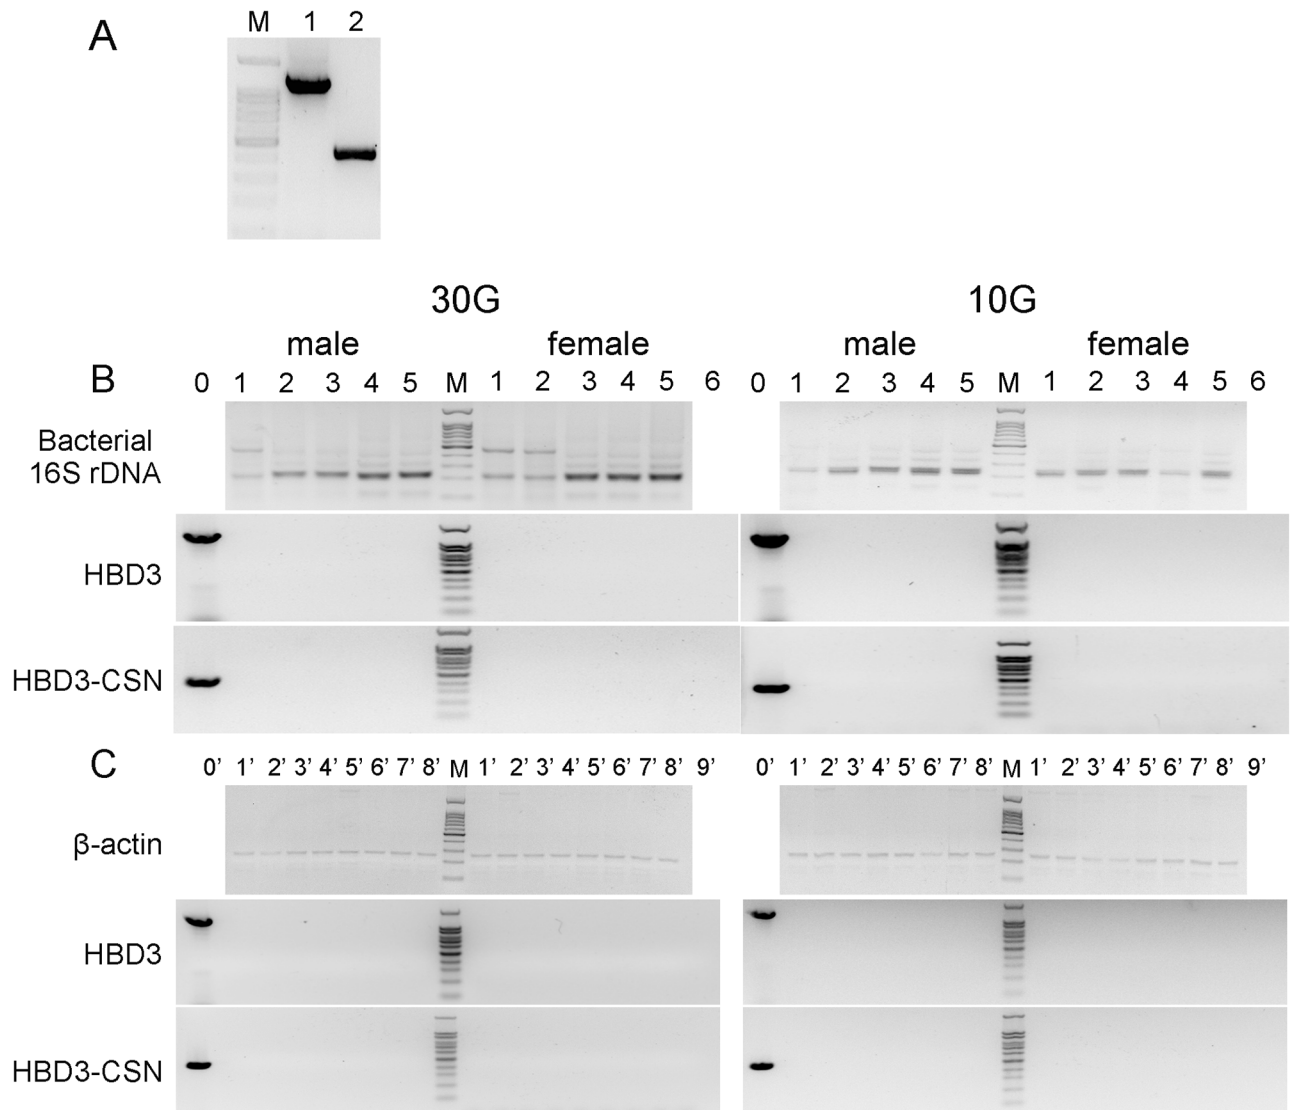 A
M 1 2
30G 10G
male female male female
B 0 1 2 3 4 5 M 1 2 3 4 5 6 0 1 2 3 4 5 M 1 2 3 4 5 6
Bacterial
16S rDNA
HBD3
HBD3-CSN
C 0' 1' 2' 3' 4' 5' 6' 7' 8' M 1' 2' 3' 4' 5' 6' 7' 8' 9' 0' 1' 2' 3' 4' 5' 6' 7' 8' M 1' 2' 3' 4' 5' 6' 7' 8' 9'
β-actin
HBD3
HBD3-CSN